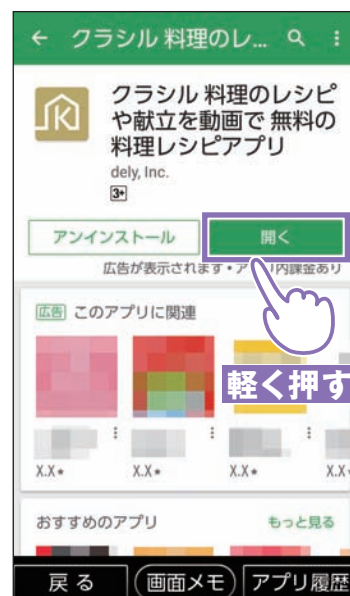 クラシル 料理のレ...
クラシル 料理のレシピ
や献立を動画で 無料の
料理レシピアプリ
dely, Inc.
3+
アンインストール
開く
広告が表示されます・アプリ内課金あり
広告 このアプリに関連
軽く押す
X.X★ X.X★ X.X★ X.X
おすすめのアプリ もっと見る
戻る 画面メモ アプリ履歴